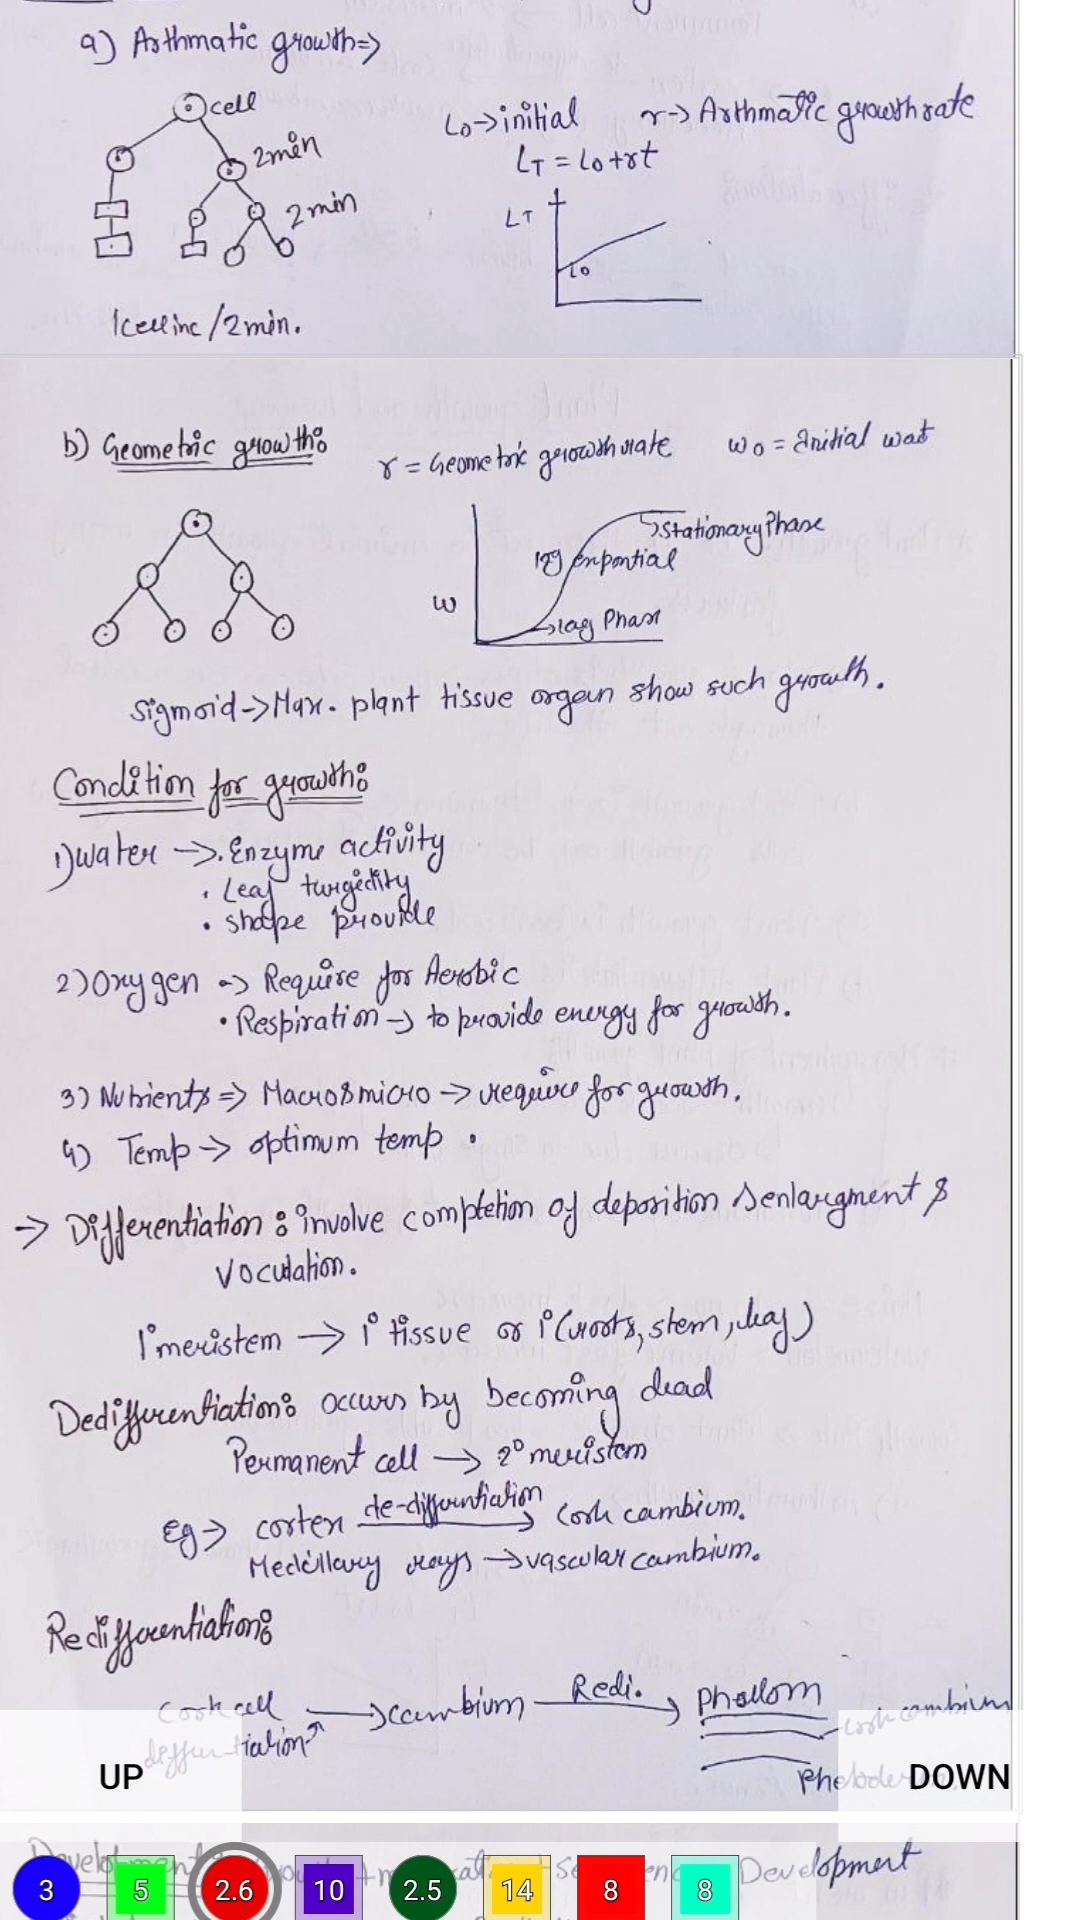 a) Arthmatic growth=>
cell
L0->initial r-> Arthmatic growth rate
2min
LT = L0+rt
2min
LT
L0
1cell inc /2min.
b) Geometric growth:
r = Geometric growth rate w0 = Initial wat
Stationary Phase
log enpontial
w
lag Phase
Sigmoid->Max. plant tissue organ show such growth.
Condition for growth:
1)water ->. Enzyme activity
. Leaf turgedity
. shape provide
2)Oxygen -> Require for Aerobic
. Respiration -> to provide energy for growth.
3) Nutrients => Macro & micro -> require for growth.
4) Temp -> optimum temp .
-> Differentiation: involve completion of deposition enlargment &
voculation.
1° meristem -> 1° tissue or 1° (roots, stem, leaf)
Dedifferentiation: occurs by becoming dead
Permanent cell -> 2° meristem
Eg-> cortex de-differentiation cork cambium.
Medullary rays -> vascular cambium.
Redifferentiation:
Cork cell -> cambium Redi. -> Phellom
differentiation
cork cambium
UP
DOWN
Development
Development
3 5 2.6 10 2.5 14 8 8